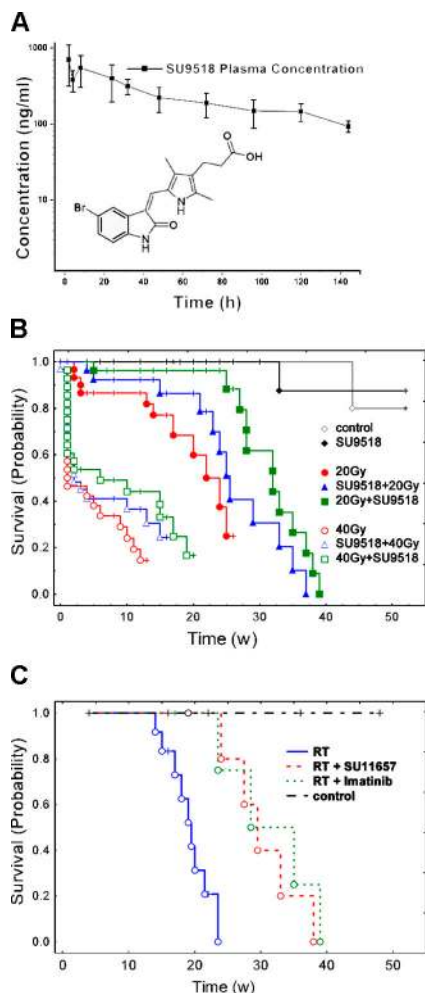 A
SU9518 Plasma Concentration
Concentration (ng/ml)
1000
100
10
O
OH
Br
NH
O
NH
0 20 40 60 80 100 120 140
Time (h)
B
Survival (Probability)
1.0
0.8
0.6
0.4
0.2
0.0
control
SU9518
20Gy
SU9518+20Gy
20Gy+SU9518
40Gy
SU9518+40Gy
40Gy+SU9518
0 10 20 30 40 50
Time (w)
C
Survival (Probability)
1.0
0.8
0.6
0.4
0.2
0.0
RT
RT + SU11657
RT + Imatinib
control
0 10 20 30 40 50
Time (w)